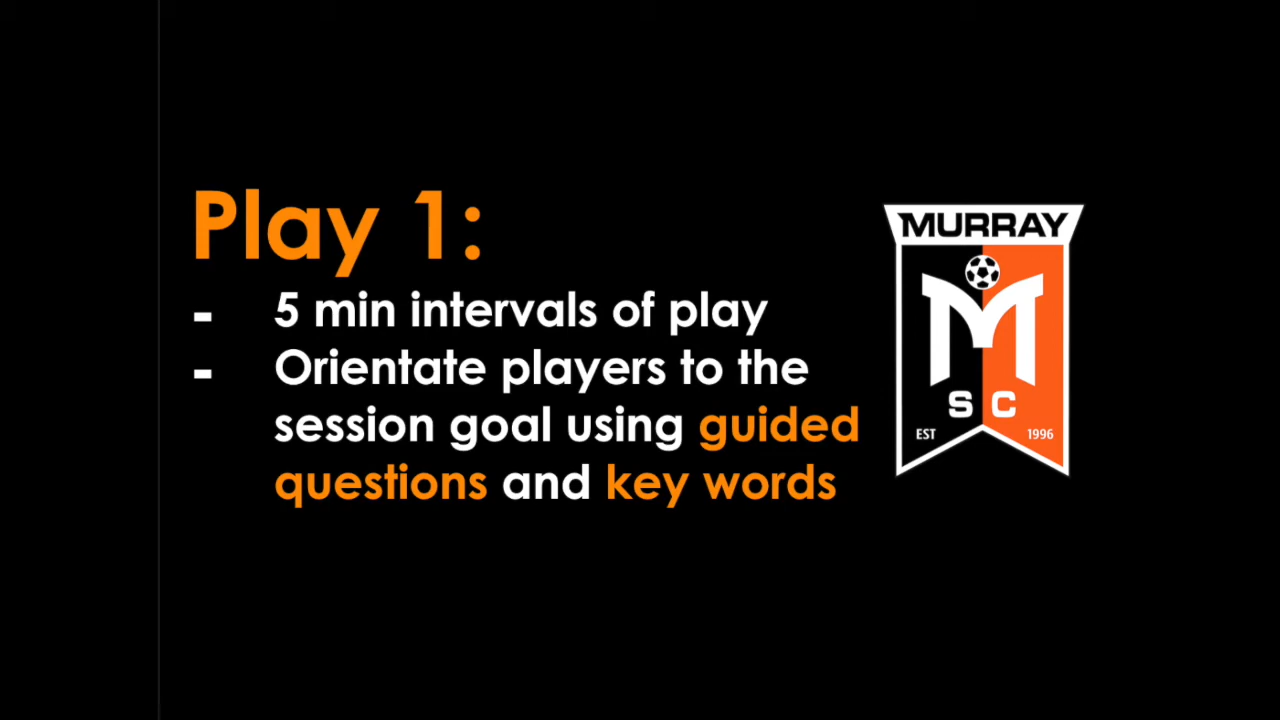 Play 1:
- 5 min intervals of play
- Orientate players to the
session goal using guided
questions and key words
MURRAY
M
S C
EST 1996